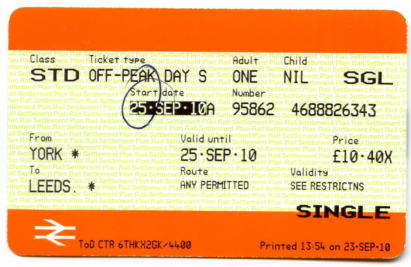 Class Ticket type Adult Child
STD OFF-PEAK DAY S ONE NIL SGL
Start date Number
25·SEP·10A 95862 4688826343
From Valid until Price
YORK * 25·SEP·10 £10·40X
To Route Validity
LEEDS. * ANY PERMITTED SEE RESTRICTNS
SINGLE
ToD CTR 6THKX2GK/4400 Printed 13:54 on 23·SEP·10